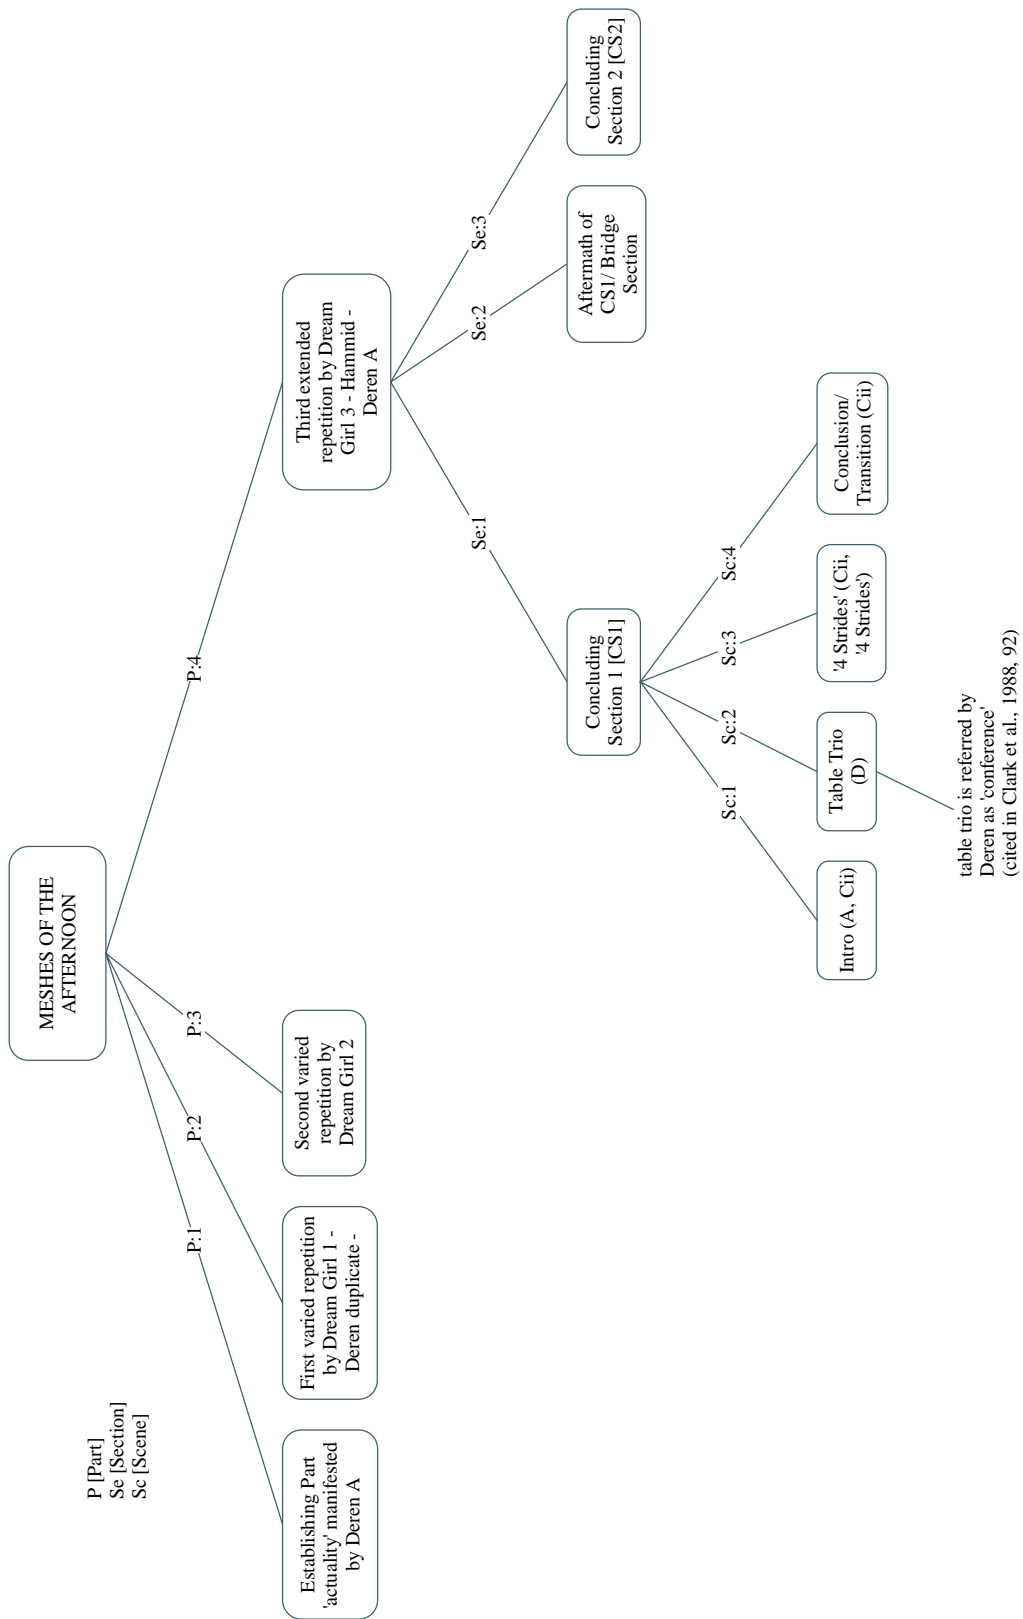 MESHES OF THE
AFTERNOON
P [Part]
Se [Section]
Sc [Scene]
P:1
P:2
P:3
P:4
Establishing Part
'actuality' manifested
by Deren A
First varied repetition
by Dream Girl 1 -
Deren duplicate -
Second varied
repetition by
Dream Girl 2
Third extended
repetition by Dream
Girl 3 - Hammid -
Deren A
Se:1
Se:2
Se:3
Concluding
Section 1 [CS1]
Aftermath of
CS1/ Bridge
Section
Concluding
Section 2 [CS2]
Sc:1
Sc:2
Sc:3
Sc:4
Intro (A, Cii)
Table Trio
(D)
'4 Strides' (Cii,
'4 Strides')
Conclusion/
Transition (Cii)
table trio is referred by
Deren as 'conference'
(cited in Clark et al., 1988, 92)